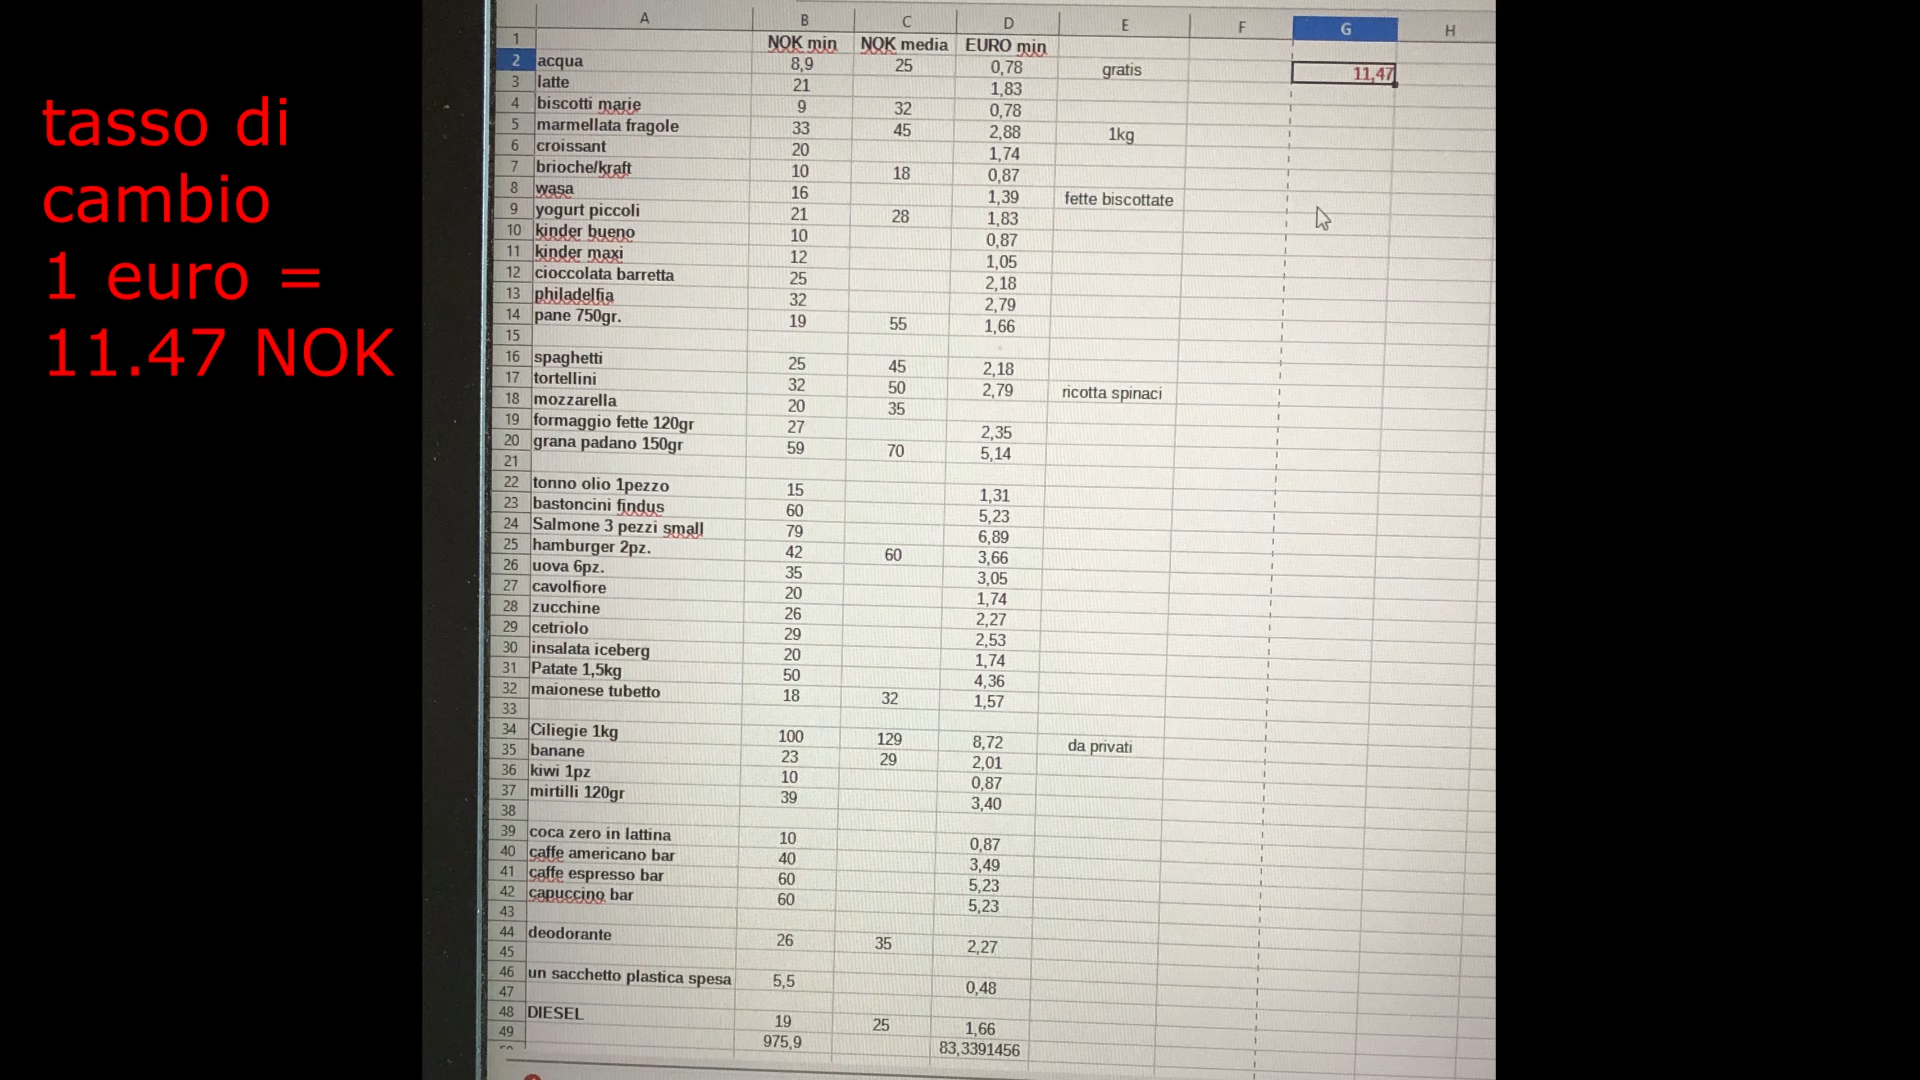 tasso di
cambio
1 euro =
11.47 NOK
A B C D E F G H
1 NOK min NOK media EURO min
2 acqua 8,9 25 0,78 gratis 11,47
3 latte 21 1,83
4 biscotti marie 9 32 0,78
5 marmellata fragole 33 45 2,88 1kg
6 croissant 20 1,74
7 brioche/kraft 10 18 0,87
8 wasa 16 1,39 fette biscottate
9 yogurt piccoli 21 28 1,83
10 kinder bueno 10 0,87
11 kinder maxi 12 1,05
12 cioccolata barretta 25 2,18
13 philadelfia 32 2,79
14 pane 750gr. 19 55 1,66
15
16 spaghetti 25 45 2,18
17 tortellini 32 50 2,79 ricotta spinaci
18 mozzarella 20 35
19 formaggio fette 120gr 27 2,35
20 grana padano 150gr 59 70 5,14
21
22 tonno olio 1pezzo 15 1,31
23 bastoncini findus 60 5,23
24 Salmone 3 pezzi small 79 6,89
25 hamburger 2pz. 42 60 3,66
26 uova 6pz. 35 3,05
27 cavolfiore 20 1,74
28 zucchine 26 2,27
29 cetriolo 29 2,53
30 insalata iceberg 20 1,74
31 Patate 1,5kg 50 4,36
32 maionese tubetto 18 32 1,57
33
34 Ciliegie 1kg 100 129 8,72 da privati
35 banane 23 29 2,01
36 kiwi 1pz 10 0,87
37 mirtilli 120gr 39 3,40
38
39 coca zero in lattina 10 0,87
40 caffe americano bar 40 3,49
41 caffe espresso bar 60 5,23
42 capuccino bar 60 5,23
43
44 deodorante 26 35 2,27
45
46 un sacchetto plastica spesa 5,5 0,48
47
48 DIESEL 19 25 1,66
49 975,9 83,3391456